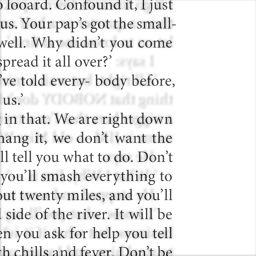 looard. Confound it, I just
us. Your pap's got the small-
well. Why didn't you come
spread it all over?'
've told every- body before,
us.'
in that. We are right down
hang it, we don't want the
ll tell you what to do. Don't
you'll smash everything to
out twenty miles, and you'll
side of the river. It will be
en you ask for help you tell
th chills and fever. Don't be